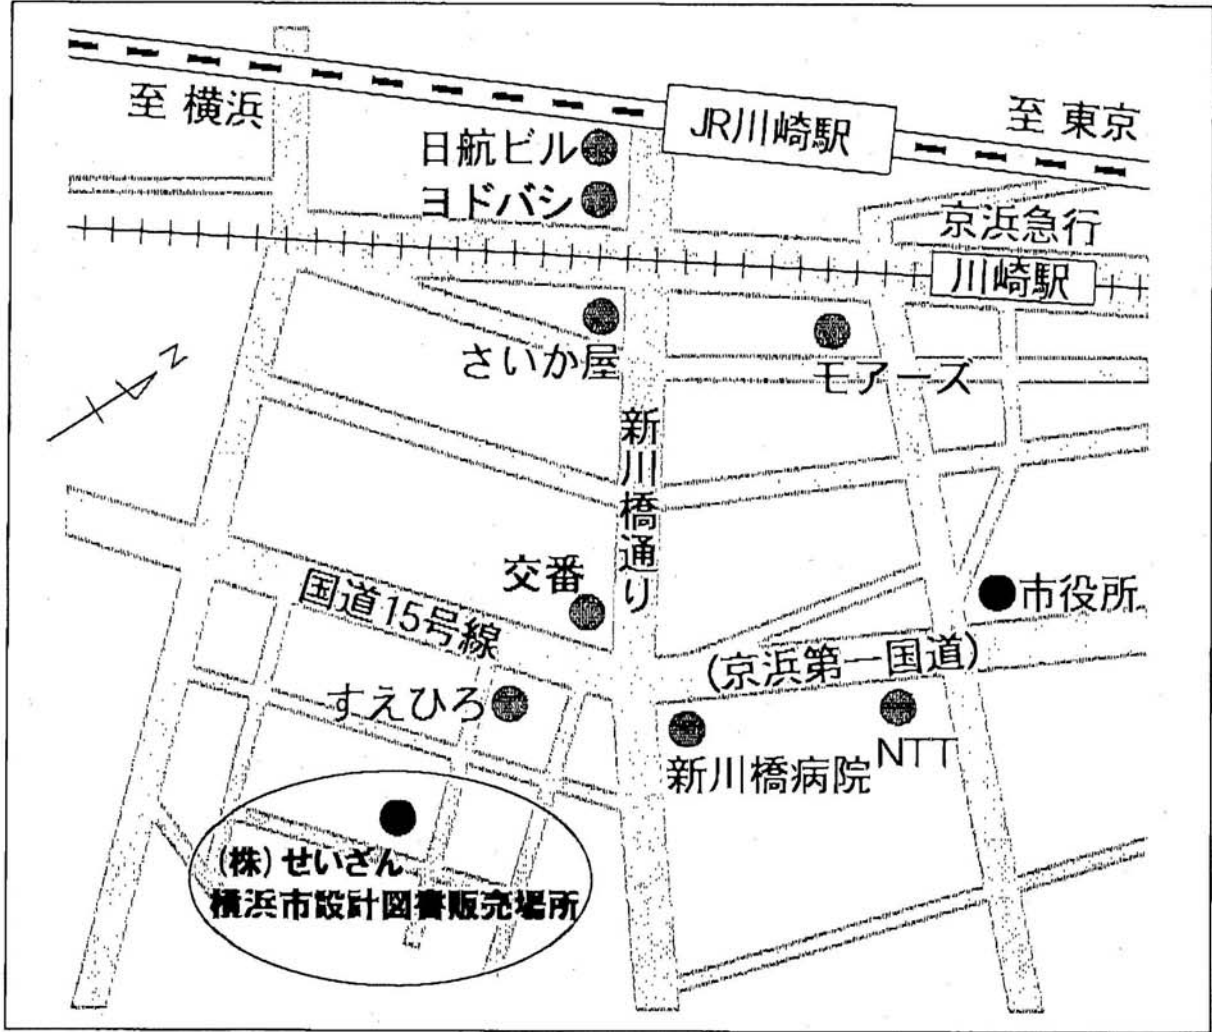 至 横浜
JR川崎駅
至 東京
日航ビル
ヨドバシ
京浜急行
川崎駅
さいか屋
モアーズ
N
新川橋通り
交番
国道15号線
市役所
(京浜第一国道)
すえひろ
新川橋病院
NTT
(株)せいざん
横浜市設計図書販売場所